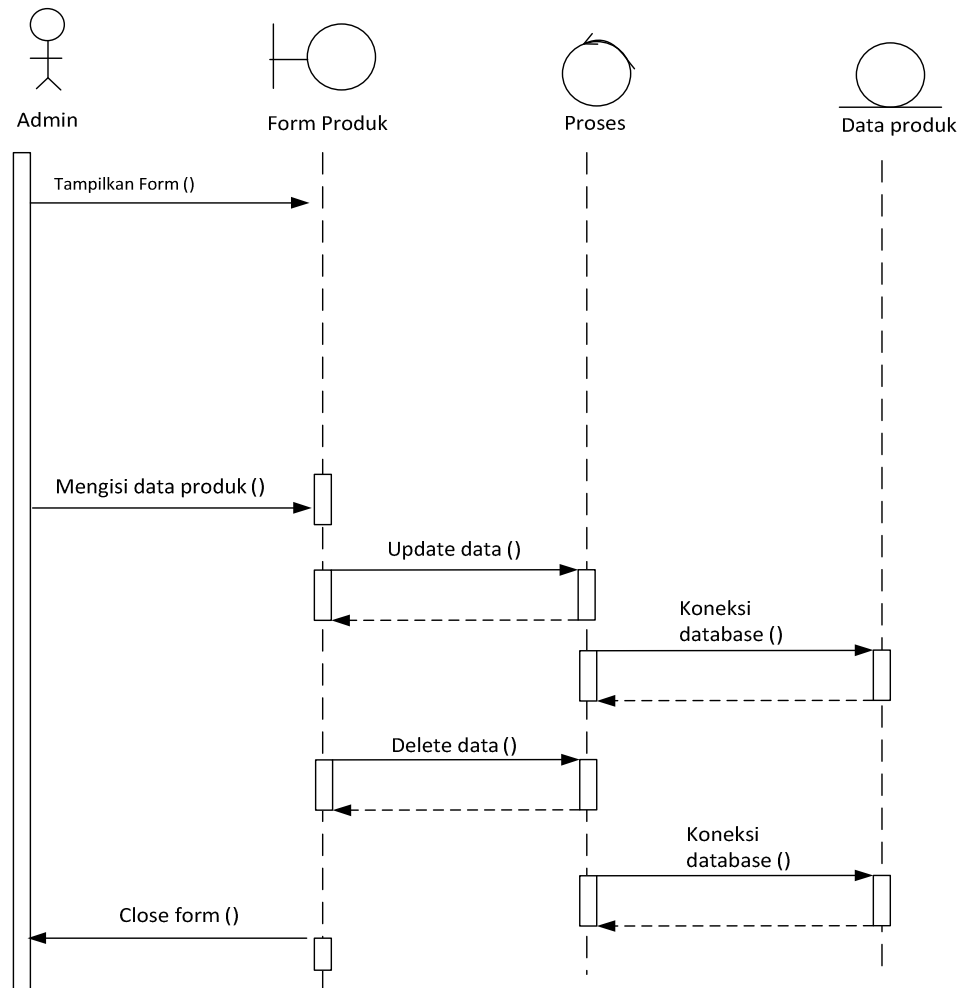 Admin
Form Produk
Proses
Data produk
Tampilkan Form ()
Mengisi data produk ()
Update data ()
Koneksi
database ()
Delete data ()
Koneksi
database ()
Close form ()